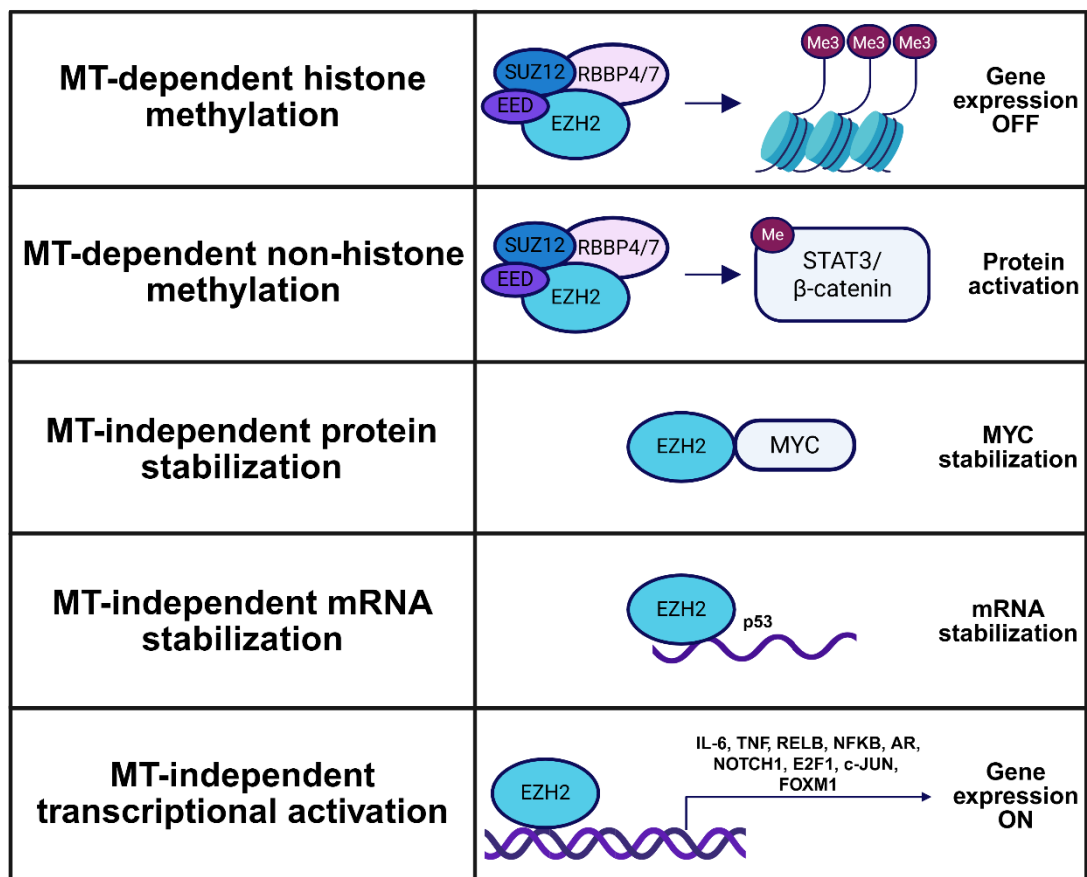 MT-dependent histone
methylation
SUZ12
RBBP4/7
EED
EZH2
Me3
Me3
Me3
Gene
expression
OFF
MT-dependent non-histone
methylation
SUZ12
RBBP4/7
EED
EZH2
Me
STAT3/
β-catenin
Protein
activation
MT-independent protein
stabilization
EZH2
MYC
MYC
stabilization
MT-independent mRNA
stabilization
EZH2
p53
mRNA
stabilization
MT-independent
transcriptional activation
EZH2
IL-6, TNF, RELB, NFKB, AR,
NOTCH1, E2F1, c-JUN,
FOXM1
Gene
expression
ON